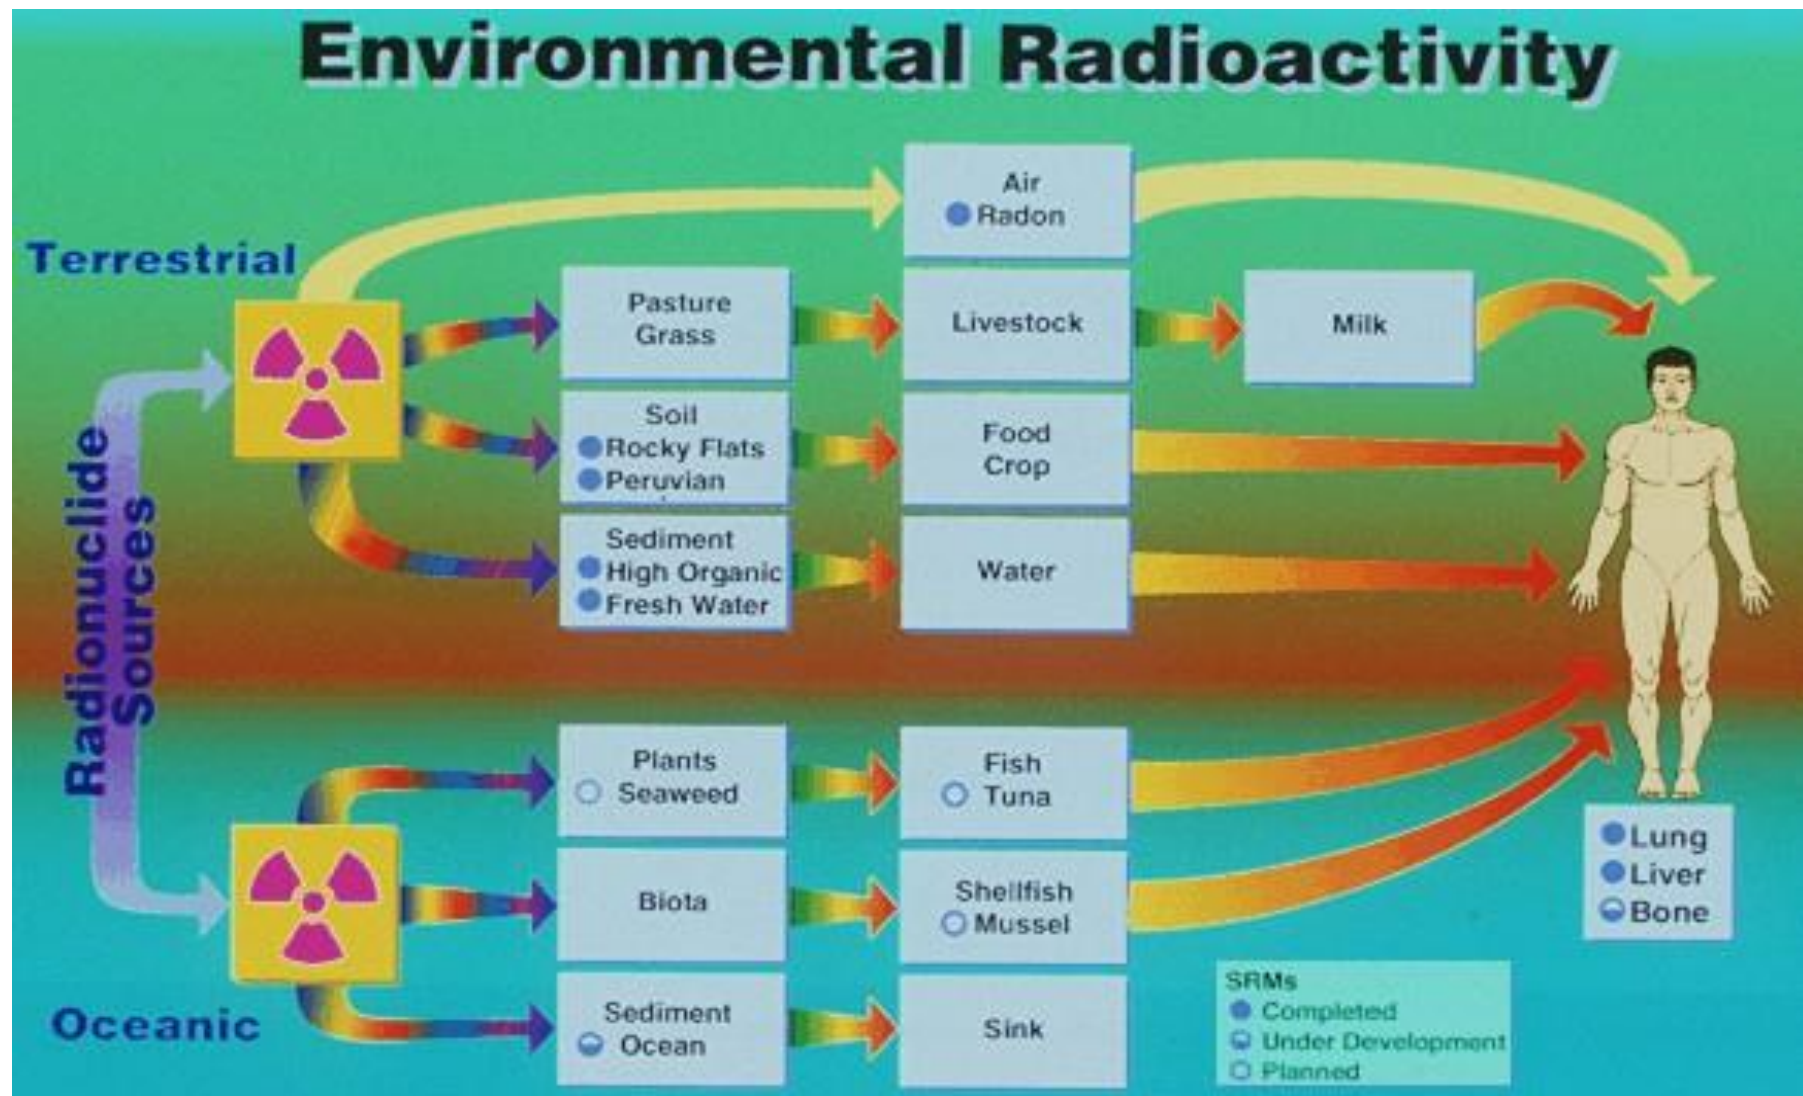 Environmental Radioactivity
Terrestrial
Radionuclide
Sources
Oceanic
Air
Radon
Pasture
Grass
Livestock
Milk
Soil
Rocky Flats
Peruvian
Food
Crop
Sediment
High Organic
Fresh Water
Water
Plants
Seaweed
Fish
Tuna
Biota
Shellfish
Mussel
Sediment
Ocean
Sink
Lung
Liver
Bone
SRMs
Completed
Under Development
Planned